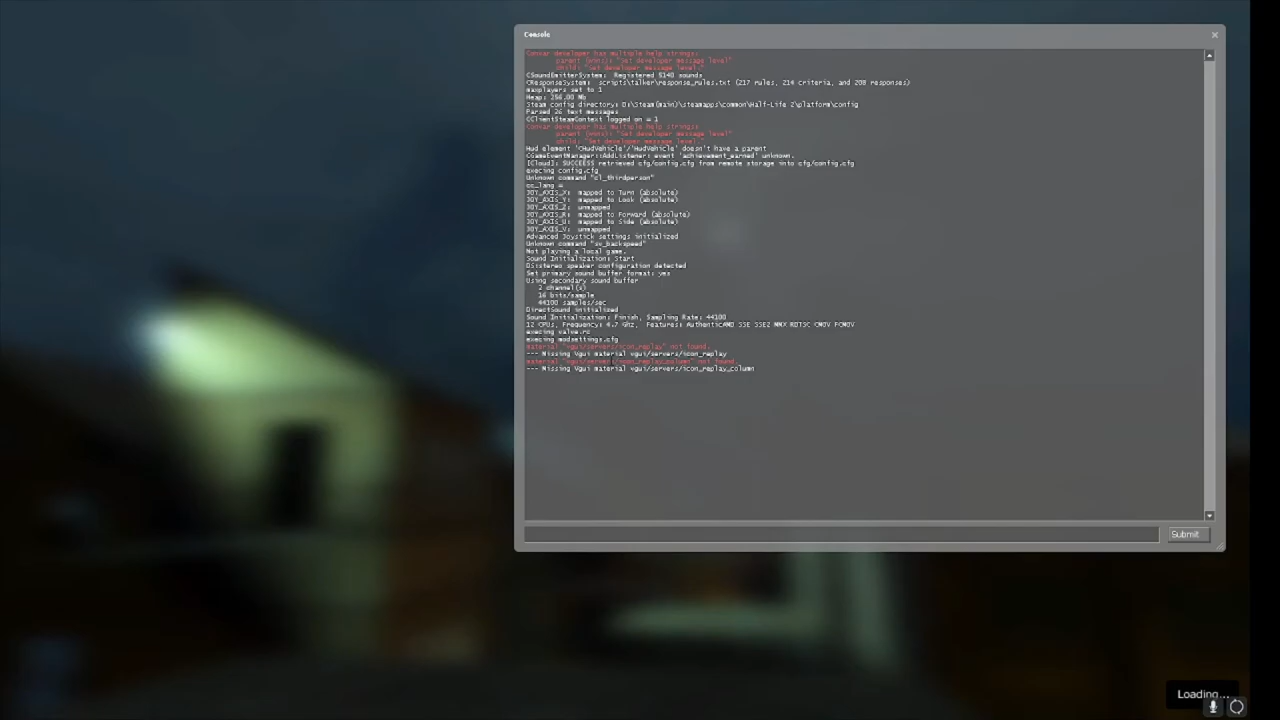 Console
ConVar developer has multiple help strings:
parent (wins): "Set developer message level"
child: "Set developer message level."
CSoundEmitterSystem: Registered 5140 sounds
CResponseSystem: scripts\talker\response_rules.txt (217 rules, 214 criteria, and 208 responses)
maxplayers set to 1
Heap: 256.00 Mb
Steam config directory: D:\Steam(main)\steamapps\common\Half-Life 2\platform\config
Parsed 26 text messages
CClientSteamContext logged on = 1
ConVar developer has multiple help strings:
parent (wins): "Set developer message level"
child: "Set developer message level."
Hud element 'CHudVehicle'/'HudVehicle' doesn't have a parent
CGameEventManager::AddListener: event 'achievement_earned' unknown.
[Cloud]: SUCCESS retrieved cfg/config.cfg from remote storage into cfg/config.cfg
execing config.cfg
Unknown command "cl_thirdperson"
cc_lang =
JOY_AXIS_X: mapped to Turn (absolute)
JOY_AXIS_Y: mapped to Look (absolute)
JOY_AXIS_Z: unmapped
JOY_AXIS_R: mapped to Forward (absolute)
JOY_AXIS_U: mapped to Side (absolute)
JOY_AXIS_V: unmapped
Advanced Joystick settings initialized
Unknown command "sv_backspeed"
Not playing a local game.
Sound Initialization: Start
DS:stereo speaker configuration detected
Set primary sound buffer format: yes
Using secondary sound buffer
2 channel(s)
16 bits/sample
44100 samples/sec
DirectSound initialized
Sound Initialization: Finish, Sampling Rate: 44100
12 CPUs, Frequency: 4.7 Ghz, Features: AuthenticAMD SSE SSE2 MMX RDTSC CMOV FCMOV
execing valve.rc
execing modsettings.cfg
material "vgui/servers/icon_replay" not found.
--- Missing Vgui material vgui/servers/icon_replay
material "vgui/servers/icon_replay_column" not found.
--- Missing Vgui material vgui/servers/icon_replay_column
Submit
Loading...